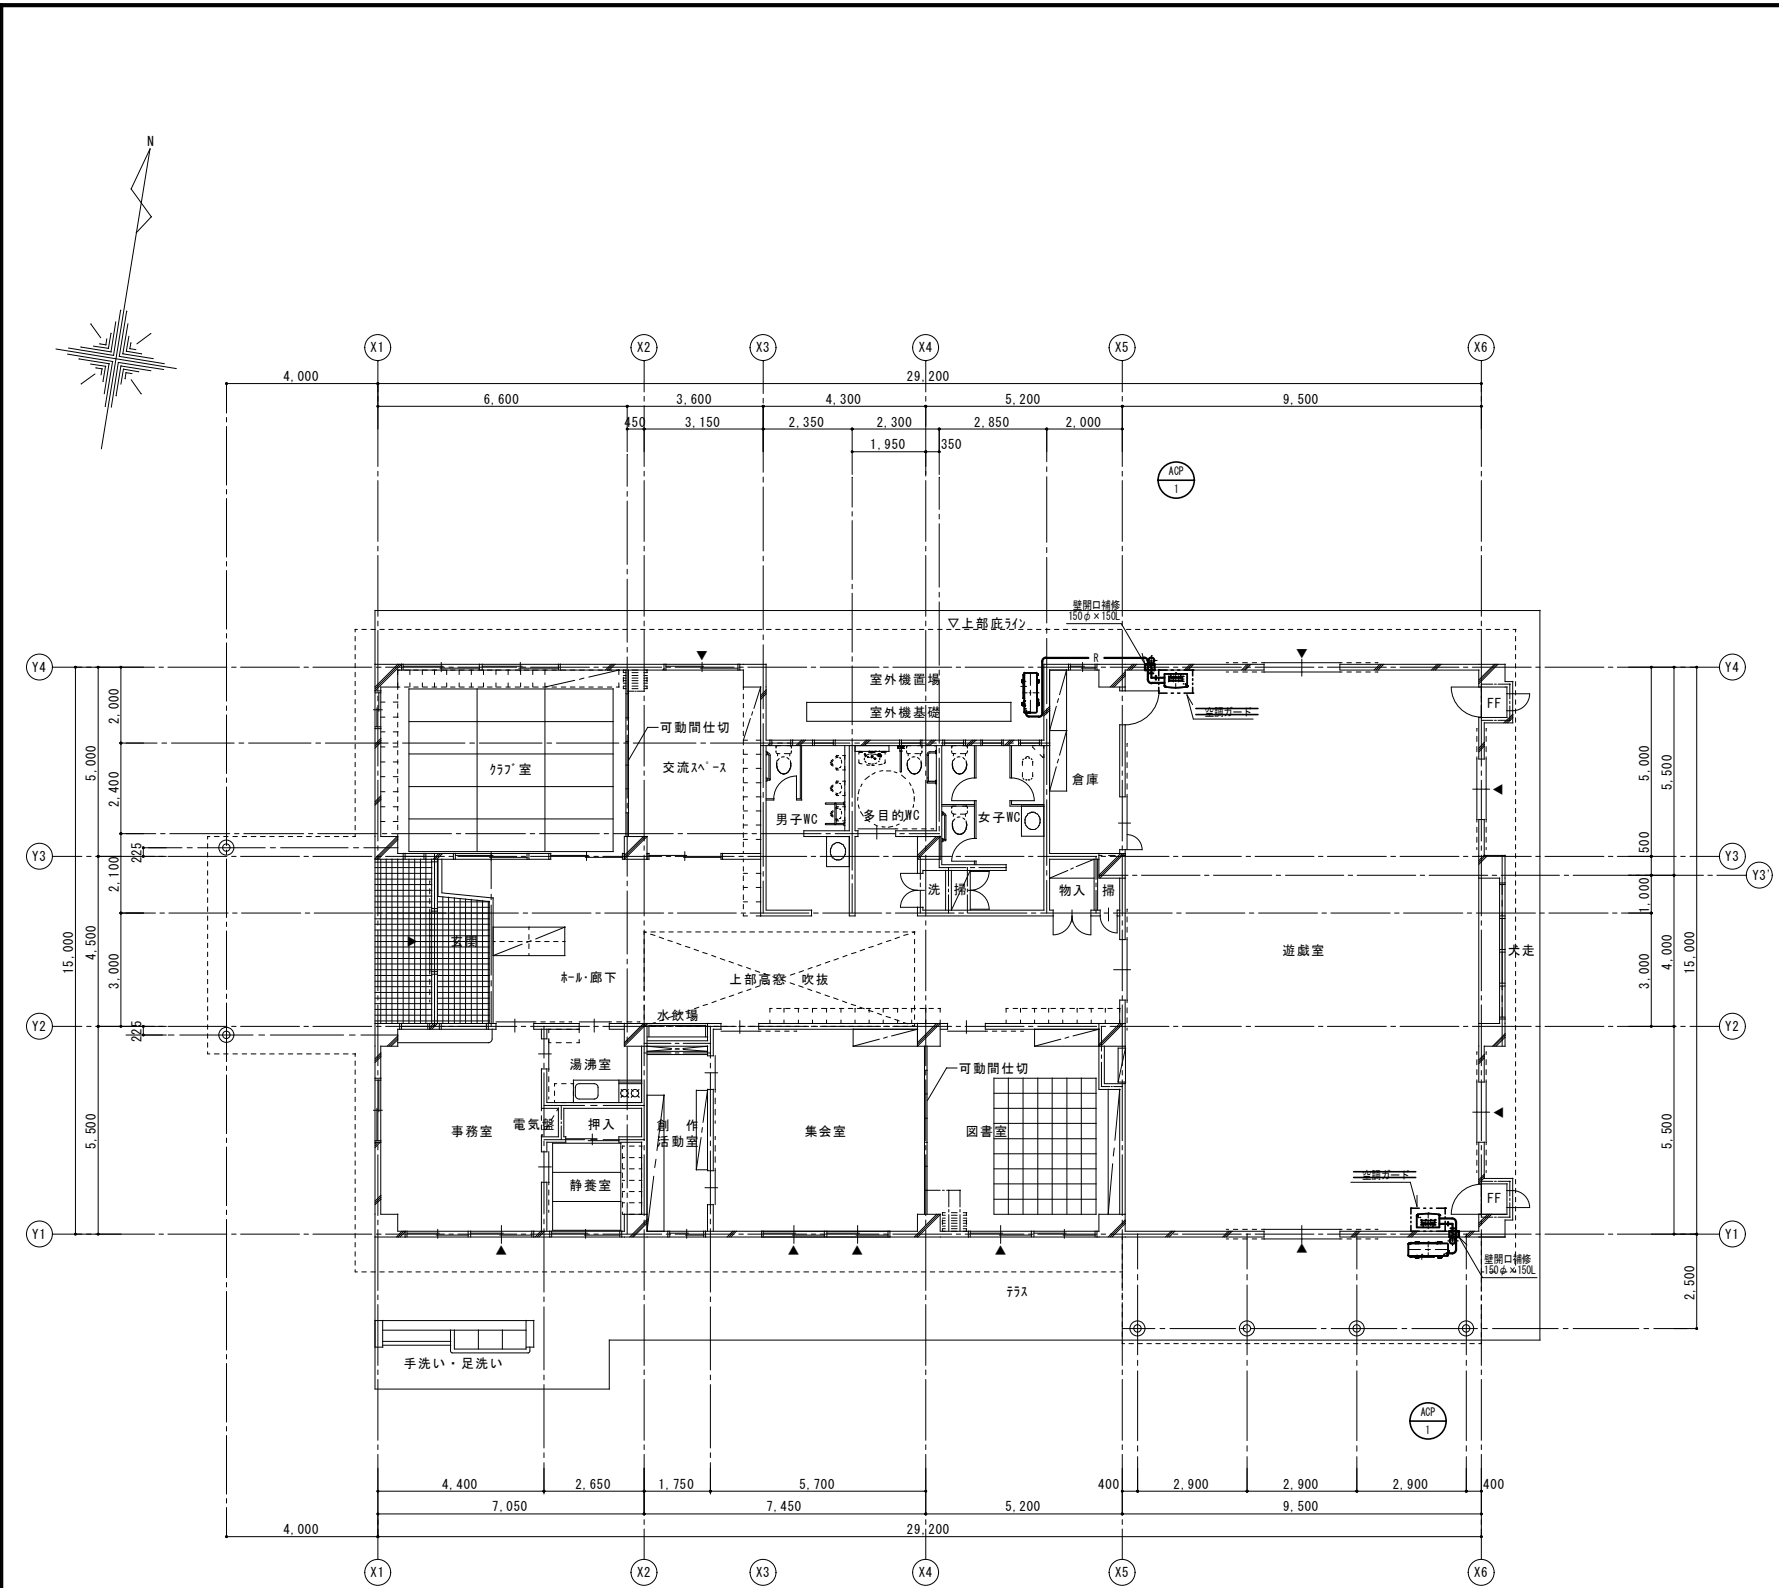 N
X1
X2
X3
X4
X5
X6
4,000
29,200
6,600
3,600
4,300
5,200
9,500
450
3,150
2,350
2,300
2,850
2,000
1,950
350
ACP
1
壁開口補修
150φ×150L
▽上部庇ライン
R
Y4
Y4
室外機置場
室外機基礎
空調ガード
FF
可動間仕切
クラブ室
交流スペース
倉庫
男子WC
多目的WC
女子WC
2,000
5,000
2,400
225
2,100
5,000
5,500
500
Y3
Y3
Y3'
洗
掃
物入
掃
1,000
15,000
4,500
3,000
玄関
ホール・廊下
上部高窓 吹抜
遊戯室
犬走
3,000
4,000
15,000
水飲場
Y2
Y2
225
湯沸室
可動間仕切
電気盤
押入
事務室
創 作
活動室
集会室
図書室
静養室
5,500
5,500
空調ガード
FF
Y1
Y1
壁開口補修
150φ×150L
2,500
テラス
手洗い・足洗い
ACP
1
4,400
2,650
1,750
5,700
400
2,900
2,900
2,900
400
7,050
7,450
5,200
9,500
4,000
29,200
X1
X2
X3
X4
X5
X6